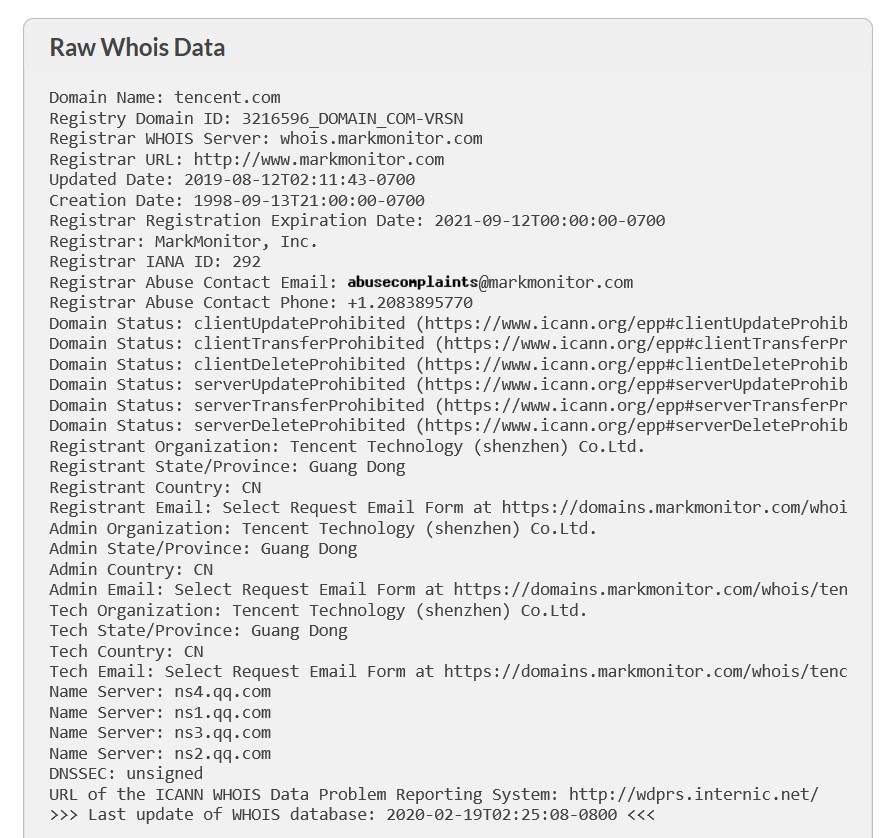 Raw Whois Data
Domain Name: tencent.com
Registry Domain ID: 3216596_DOMAIN_COM-VRSN
Registrar WHOIS Server: whois.markmonitor.com
Registrar URL: http://www.markmonitor.com
Updated Date: 2019-08-12T02:11:43-0700
Creation Date: 1998-09-13T21:00:00-0700
Registrar Registration Expiration Date: 2021-09-12T00:00:00-0700
Registrar: MarkMonitor, Inc.
Registrar IANA ID: 292
Registrar Abuse Contact Email: abusecomplaints@markmonitor.com
Registrar Abuse Contact Phone: +1.2083895770
Domain Status: clientUpdateProhibited (https://www.icann.org/epp#clientUpdateProhib
Domain Status: clientTransferProhibited (https://www.icann.org/epp#clientTransferPr
Domain Status: clientDeleteProhibited (https://www.icann.org/epp#clientDeleteProhib
Domain Status: serverUpdateProhibited (https://www.icann.org/epp#serverUpdateProhib
Domain Status: serverTransferProhibited (https://www.icann.org/epp#serverTransferPr
Domain Status: serverDeleteProhibited (https://www.icann.org/epp#serverDeleteProhib
Registrant Organization: Tencent Technology (shenzhen) Co.Ltd.
Registrant State/Province: Guang Dong
Registrant Country: CN
Registrant Email: Select Request Email Form at https://domains.markmonitor.com/whoi
Admin Organization: Tencent Technology (shenzhen) Co.Ltd.
Admin State/Province: Guang Dong
Admin Country: CN
Admin Email: Select Request Email Form at https://domains.markmonitor.com/whois/ten
Tech Organization: Tencent Technology (shenzhen) Co.Ltd.
Tech State/Province: Guang Dong
Tech Country: CN
Tech Email: Select Request Email Form at https://domains.markmonitor.com/whois/tenc
Name Server: ns4.qq.com
Name Server: ns1.qq.com
Name Server: ns3.qq.com
Name Server: ns2.qq.com
DNSSEC: unsigned
URL of the ICANN WHOIS Data Problem Reporting System: http://wdprs.internic.net/
>>> Last update of WHOIS database: 2020-02-19T02:25:08-0800 <<<